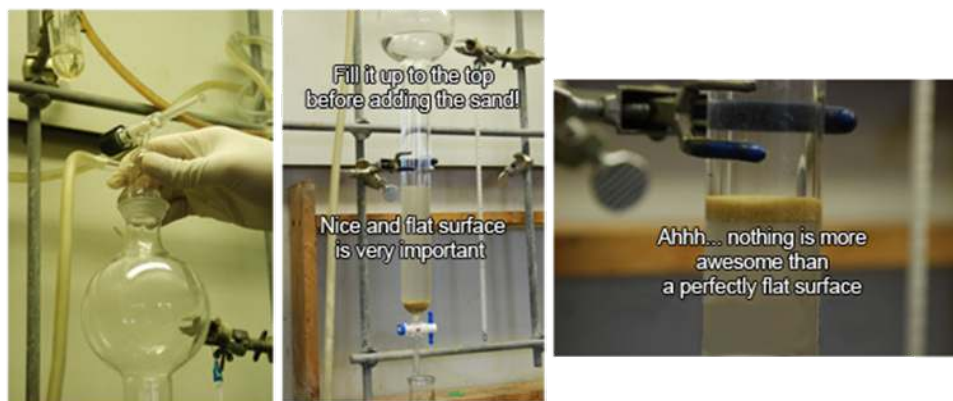 Fill it up to the top
before adding the sand!
Nice and flat surface
is very important
Ahhh... nothing is more
awesome than
a perfectly flat surface